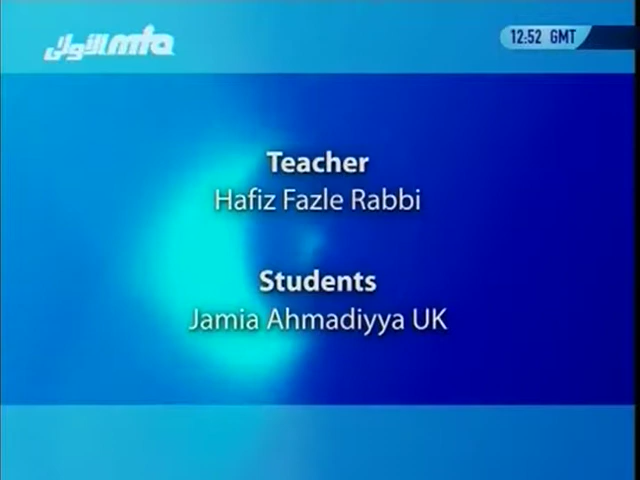 الأولى mta
12:52 GMT
Teacher
Hafiz Fazle Rabbi
Students
Jamia Ahmadiyya UK